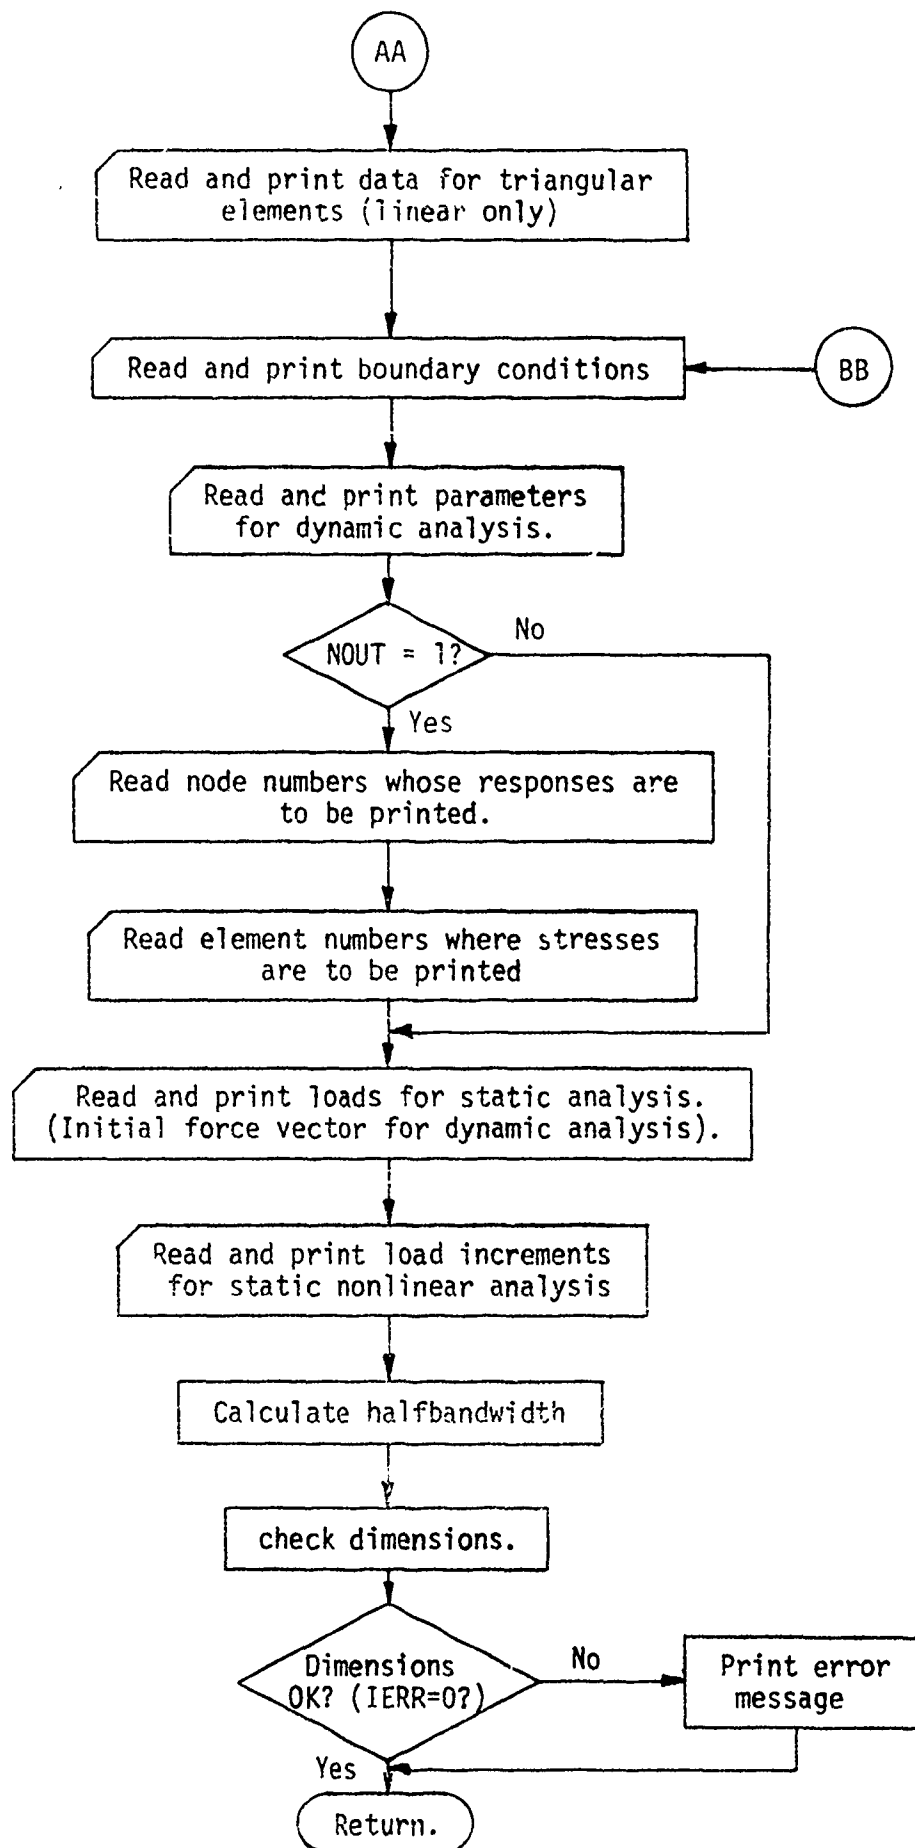 AA
Read and print data for triangular
elements (linear only)
Read and print boundary conditions
BB
Read and print parameters
for dynamic analysis.
NOUT = 1?
No
Yes
Read node numbers whose responses are
to be printed.
Read element numbers where stresses
are to be printed
Read and print loads for static analysis.
(Initial force vector for dynamic analysis).
Read and print load increments
for static nonlinear analysis
Calculate halfbandwidth
check dimensions.
Dimensions
OK? (IERR=0?)
No
Print error
message
Yes
Return.